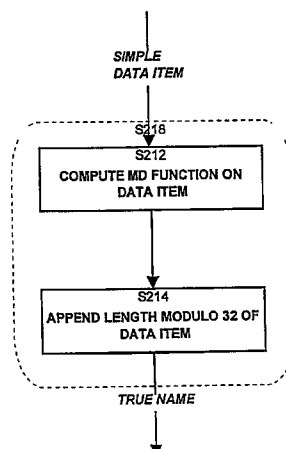 SIMPLE
DATA ITEM
S218
S212
COMPUTE MD FUNCTION ON
DATA ITEM
S214
APPEND LENGTH MODULO 32 OF
DATA ITEM
TRUE NAME